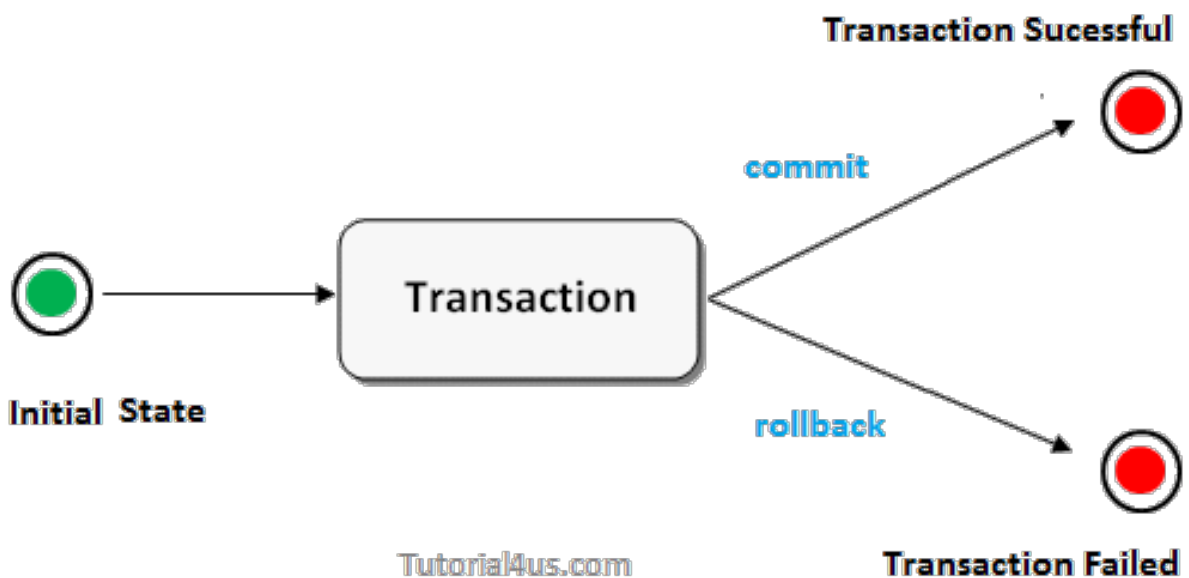 Transaction Sucessful
commit
Transaction
Initial State
rollback
Tutorial4us.com
Transaction Failed